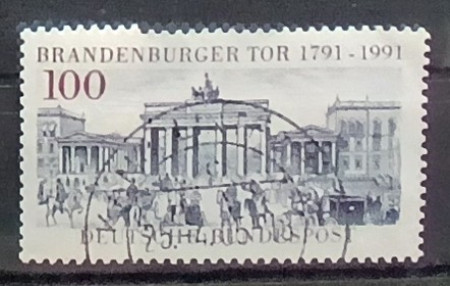 BRANDENBURGER TOR 1791-1991
100
DEUTSCHE BUNDESPOST